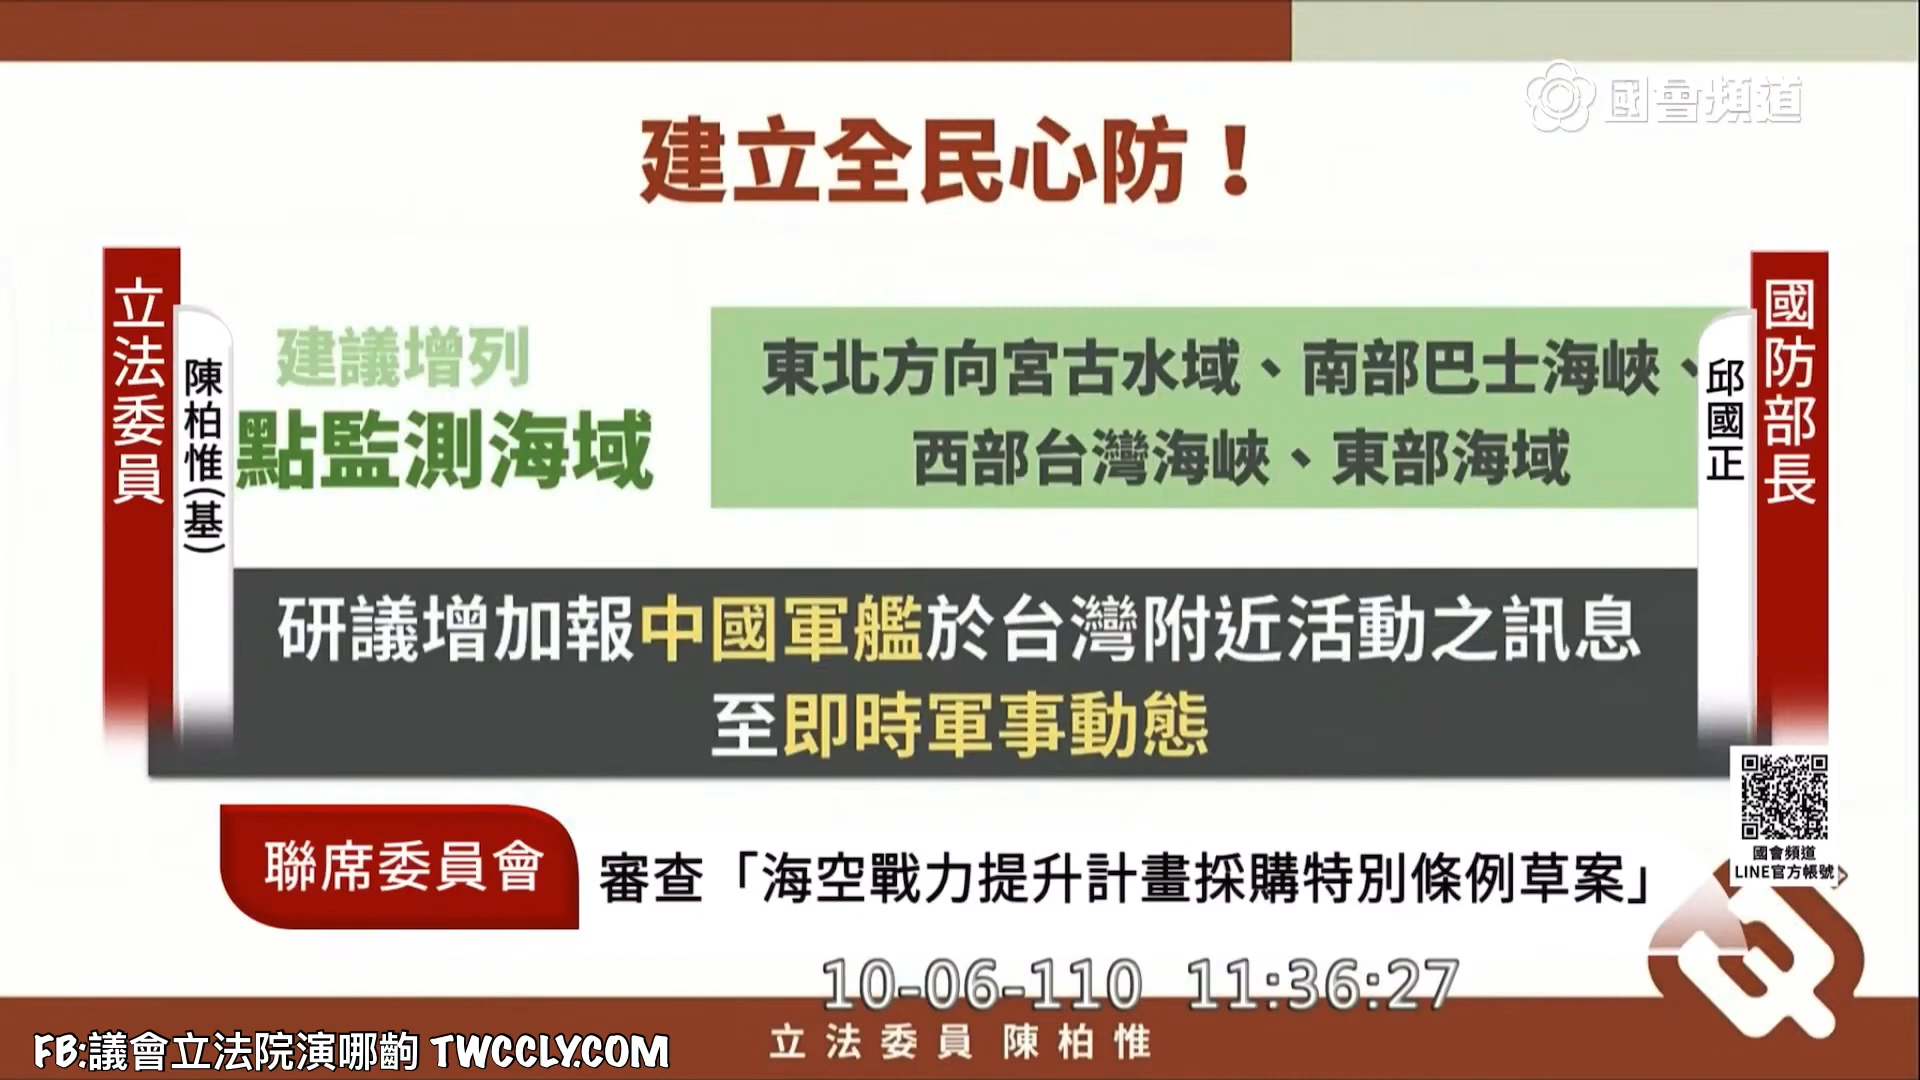 國會頻道
建立全民心防！
立法委員
陳柏惟(基)
國防部長
邱國正
建議增列
點監測海域
東北方向宮古水域、南部巴士海峽、
西部台灣海峽、東部海域
研議增加報中國軍艦於台灣附近活動之訊息
至即時軍事動態
國會頻道
LINE官方帳號
聯席委員會
審查「海空戰力提升計畫採購特別條例草案」
10-06-110 11:36:27
立法委員 陳柏惟
FB:議會立法院演哪齣 TWCCLY.COM